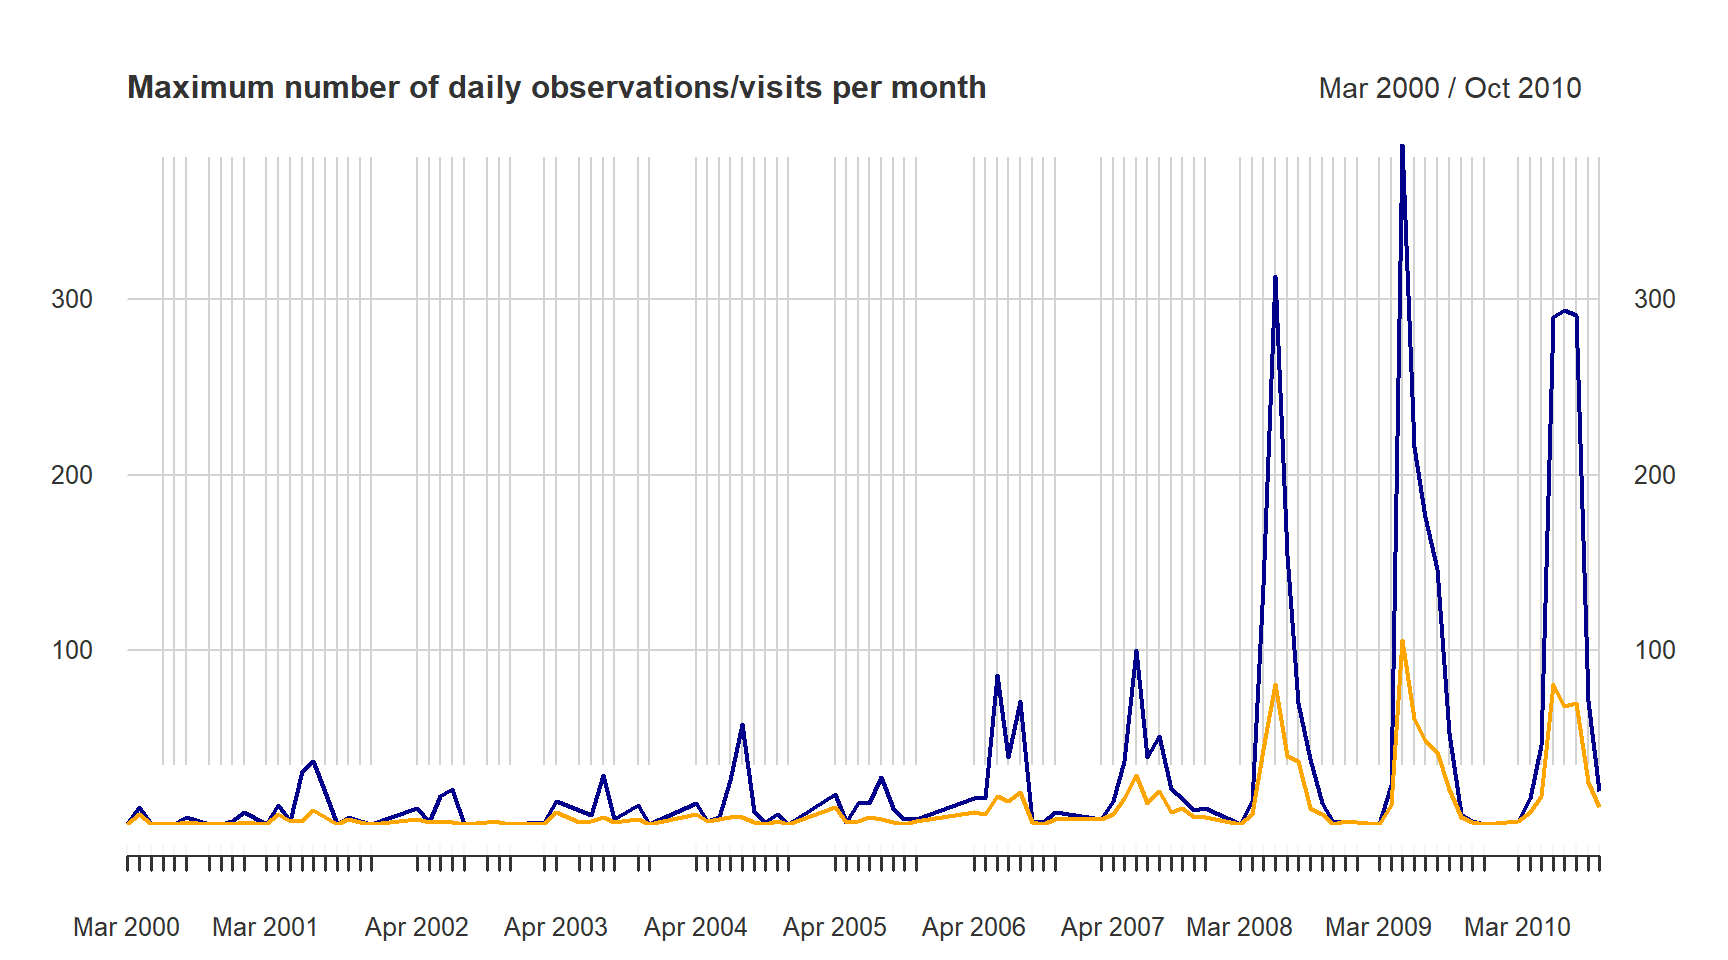 Maximum number of daily observations/visits per month
Mar 2000 / Oct 2010
300 300
200 200
100 100
Mar 2000 Mar 2001 Apr 2002 Apr 2003 Apr 2004 Apr 2005 Apr 2006 Apr 2007 Mar 2008 Mar 2009 Mar 2010